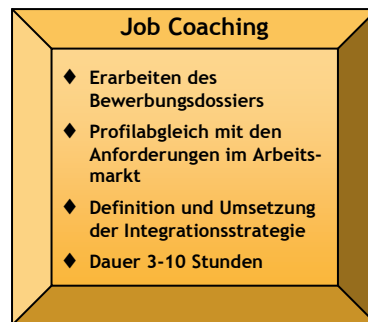 Job Coaching
♦ Erarbeiten des
Bewerbungsdossiers
♦ Profilabgleich mit den
Anforderungen im Arbeits-
markt
♦ Definition und Umsetzung
der Integrationsstrategie
♦ Dauer 3-10 Stunden